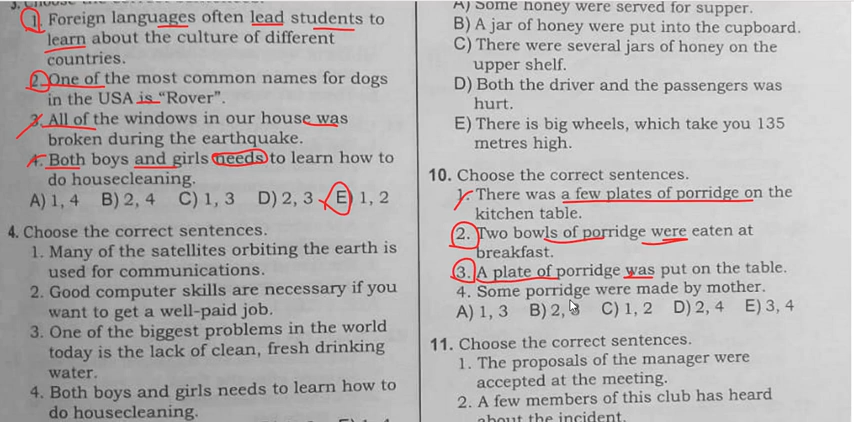 3. Choose the correct sentences.
1. Foreign languages often lead students to
learn about the culture of different
countries.
2. One of the most common names for dogs
in the USA is “Rover”.
3. All of the windows in our house was
broken during the earthquake.
4. Both boys and girls needs to learn how to
do housecleaning.
A) 1, 4 B) 2, 4 C) 1, 3 D) 2, 3 E) 1, 2
4. Choose the correct sentences.
1. Many of the satellites orbiting the earth is
used for communications.
2. Good computer skills are necessary if you
want to get a well-paid job.
3. One of the biggest problems in the world
today is the lack of clean, fresh drinking
water.
4. Both boys and girls needs to learn how to
do housecleaning.
A) Some honey were served for supper.
B) A jar of honey were put into the cupboard.
C) There were several jars of honey on the
upper shelf.
D) Both the driver and the passengers was
hurt.
E) There is big wheels, which take you 135
metres high.
10. Choose the correct sentences.
1. There was a few plates of porridge on the
kitchen table.
2. Two bowls of porridge were eaten at
breakfast.
3. A plate of porridge was put on the table.
4. Some porridge were made by mother.
A) 1, 3 B) 2, 3 C) 1, 2 D) 2, 4 E) 3, 4
11. Choose the correct sentences.
1. The proposals of the manager were
accepted at the meeting.
2. A few members of this club has heard
about the incident.